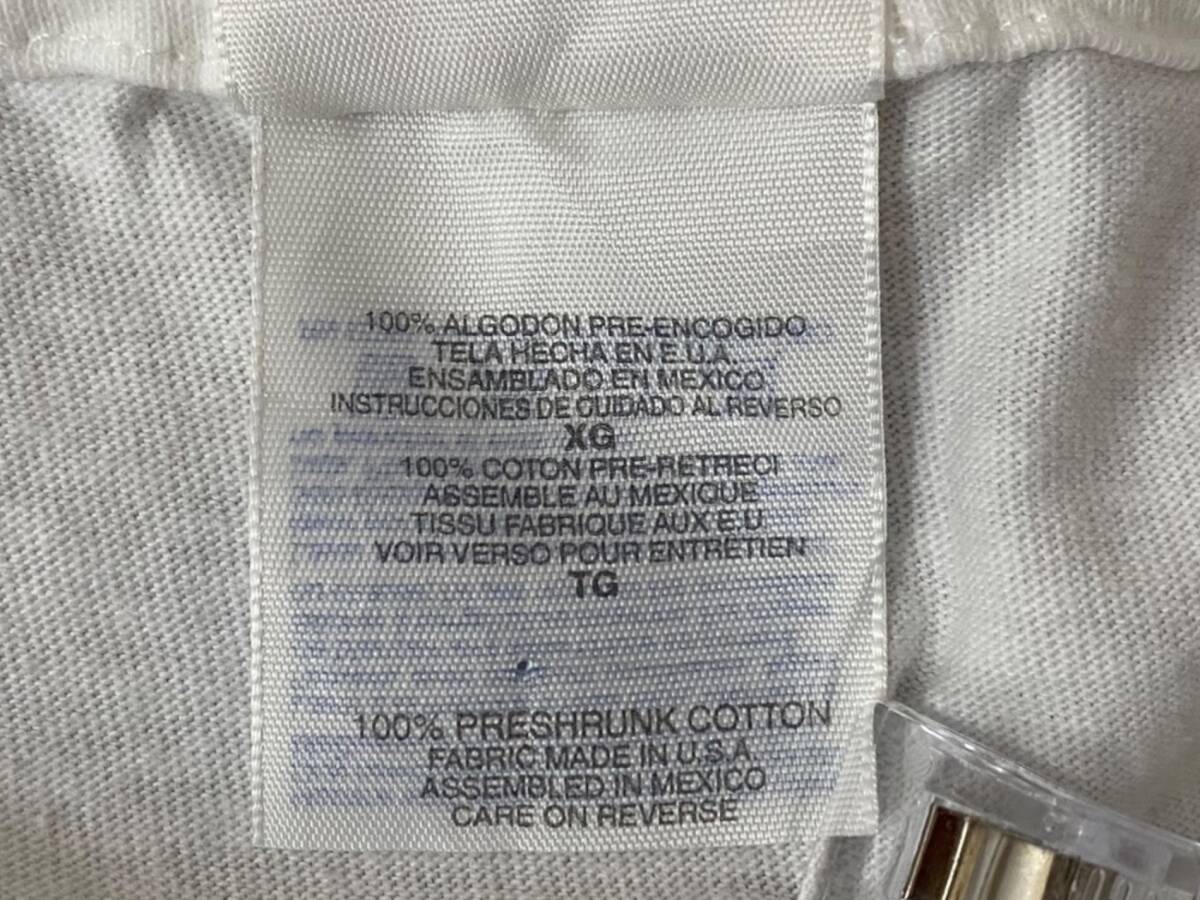 100% ALGODON PRE-ENCOGIDO
TELA HECHA EN E.U.A.
ENSAMBLADO EN MEXICO
INSTRUCCIONES DE CUIDADO AL REVERSO
XG
100% COTON PRE-RETRECI
ASSEMBLE AU MEXIQUE
TISSU FABRIQUE AUX E.U
VOIR VERSO POUR ENTRETIEN
TG
100% PRESHRUNK COTTON
FABRIC MADE IN U.S.A.
ASSEMBLED IN MEXICO
CARE ON REVERSE